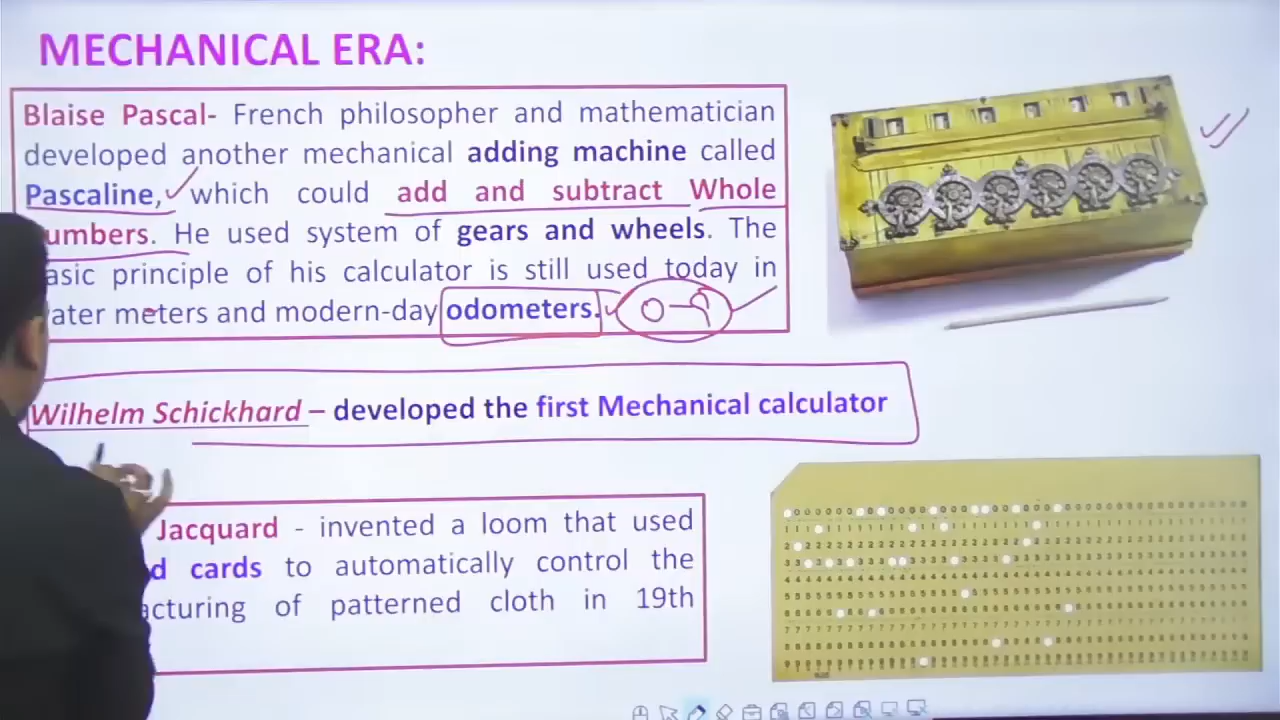 MECHANICAL ERA:
Blaise Pascal- French philosopher and mathematician
developed another mechanical adding machine called
Pascaline, which could add and subtract Whole
umbers. He used system of gears and wheels. The
asic principle of his calculator is still used today in
ater meters and modern-day odometers.
Wilhelm Schickhard – developed the first Mechanical calculator
Jacquard - invented a loom that used
d cards to automatically control the
acturing of patterned cloth in 19th